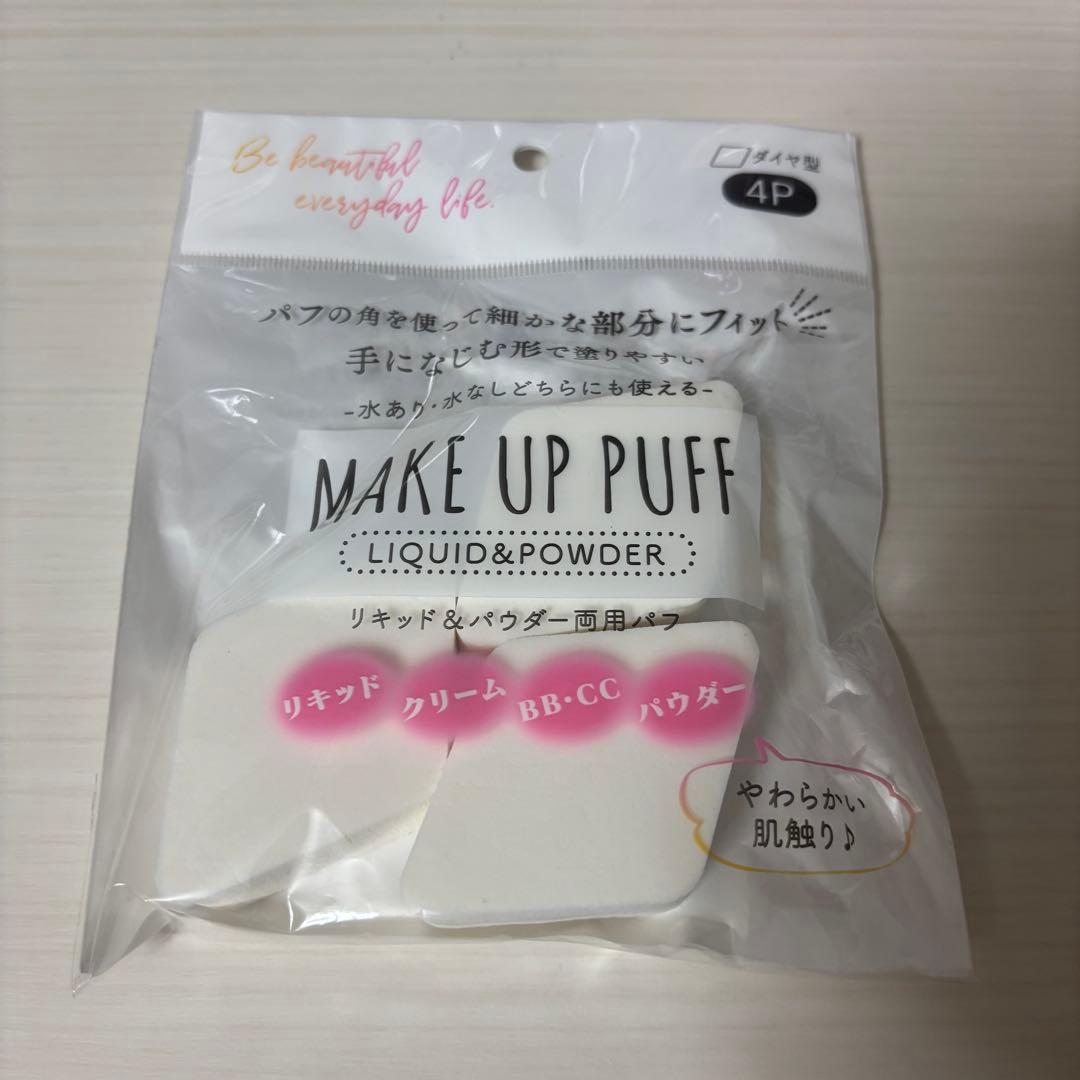 Be beautiful
everyday life.
ダイヤ型
4P
パフの角を使って細かな部分にフィット
手になじむ形で塗りやすい
-水あり・水なしどちらにも使える-
MAKE UP PUFF
LIQUID&POWDER
リキッド&パウダー両用パフ
リキッド クリーム BB・CC パウダー
やわらかい
肌触り♪